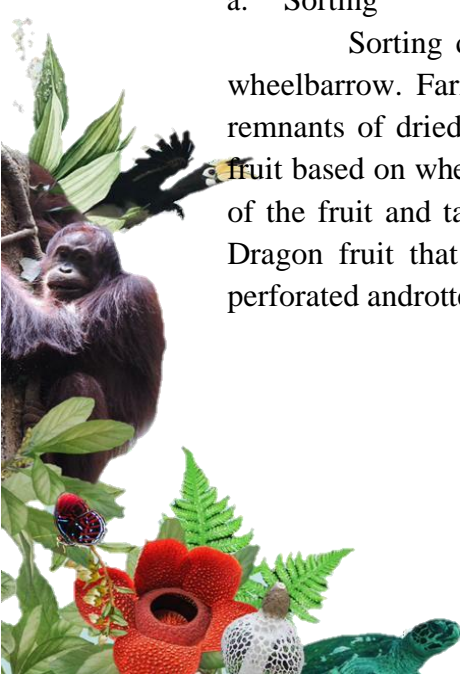 a. Sorting
Sorting
wheelbarrow. Far
remnants of dried
fruit based on whe
of the fruit and ta
Dragon fruit that
perforated androtte